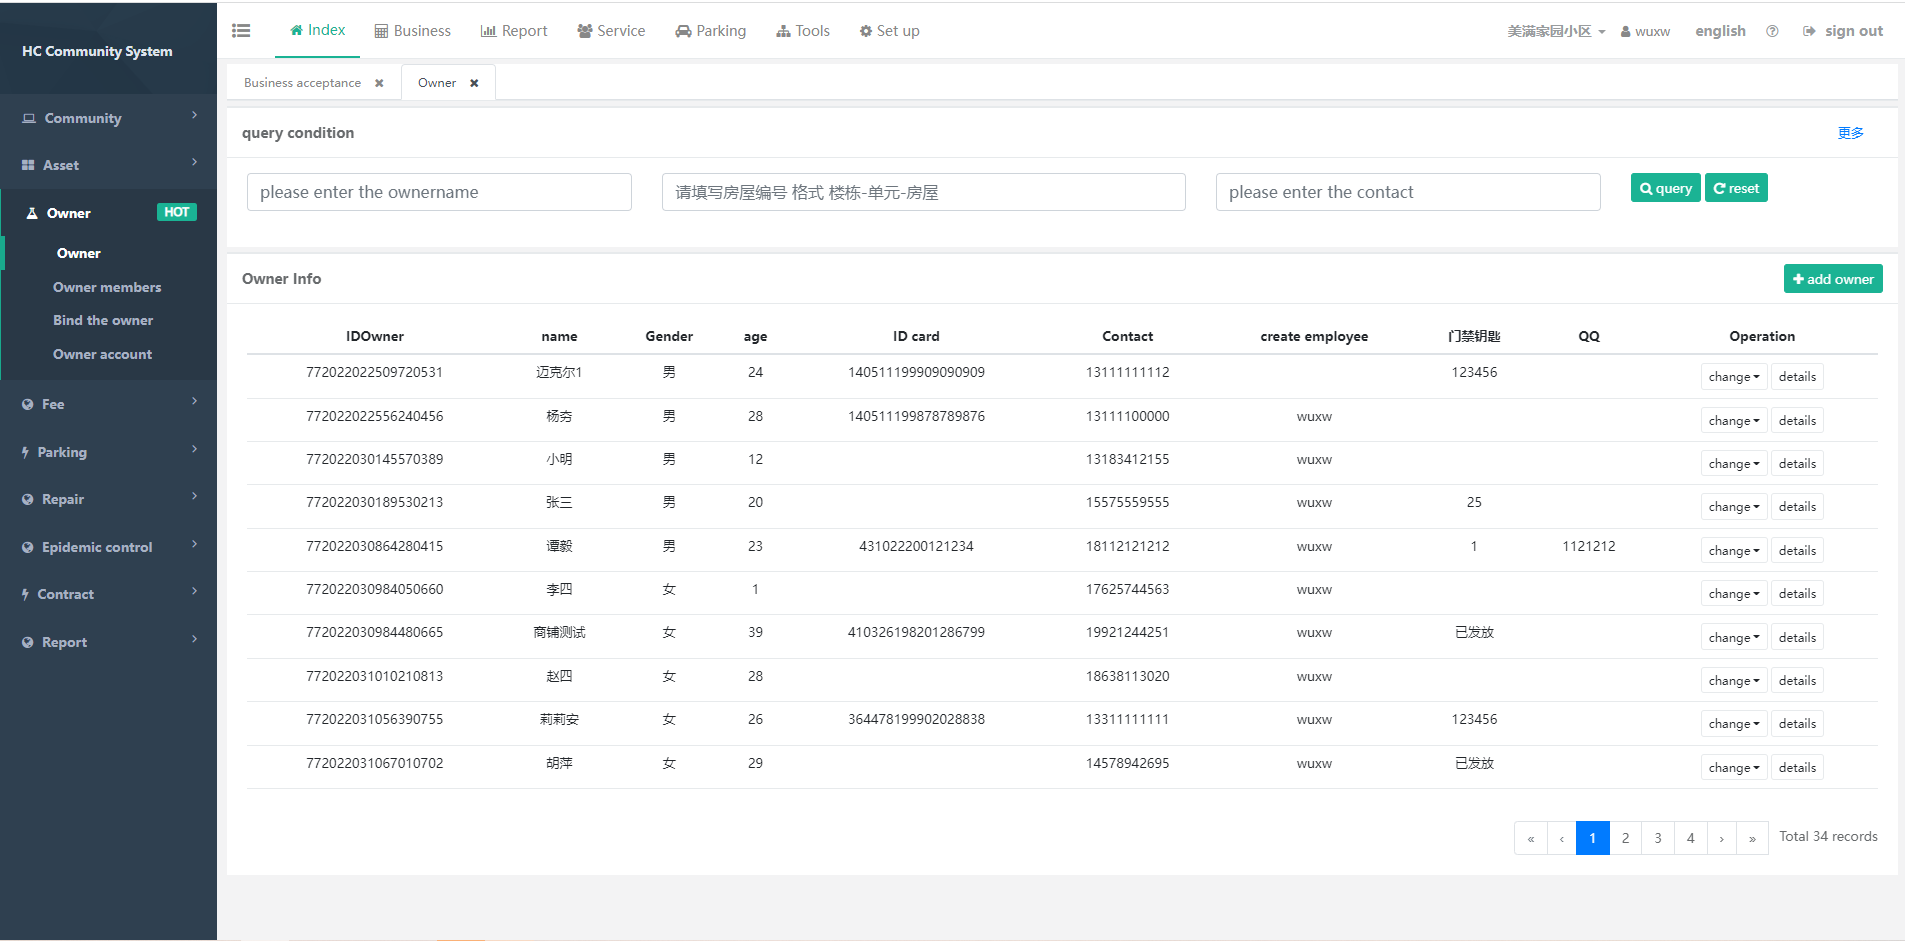 HC Community System
Index Business Report Service Parking Tools Set up 美满家园小区 wuxw english sign out
Community
Asset
Owner HOT
Owner
Owner members
Bind the owner
Owner account
Fee
Parking
Repair
Epidemic control
Contract
Report
Business acceptance Owner
query condition 更多
please enter the ownername 请填写房屋编号 格式 楼栋-单元-房屋 please enter the contact query reset
Owner Info add owner
IDOwner name Gender age ID card Contact create employee 门禁钥匙 QQ Operation
772022022509720531 迈克尔1 男 24 140511199909090909 13111111112 123456 change details
772022022556240456 杨夯 男 28 140511199878789876 13111100000 wuxw change details
772022030145570389 小明 男 12 13183412155 wuxw change details
772022030189530213 张三 男 20 15575559555 wuxw 25 change details
772022030864280415 谭毅 男 23 431022200121234 18112121212 wuxw 1 1121212 change details
772022030984050660 李四 女 1 17625744563 wuxw change details
772022030984480665 商铺测试 女 39 410326198201286799 19921244251 wuxw 已发放 change details
772022031010210813 赵四 女 28 18638113020 wuxw change details
772022031056390755 莉莉安 女 26 364478199902028838 13311111111 wuxw 123456 change details
772022031067010702 胡萍 女 29 14578942695 wuxw 已发放 change details
« ‹ 1 2 3 4 › » Total 34 records